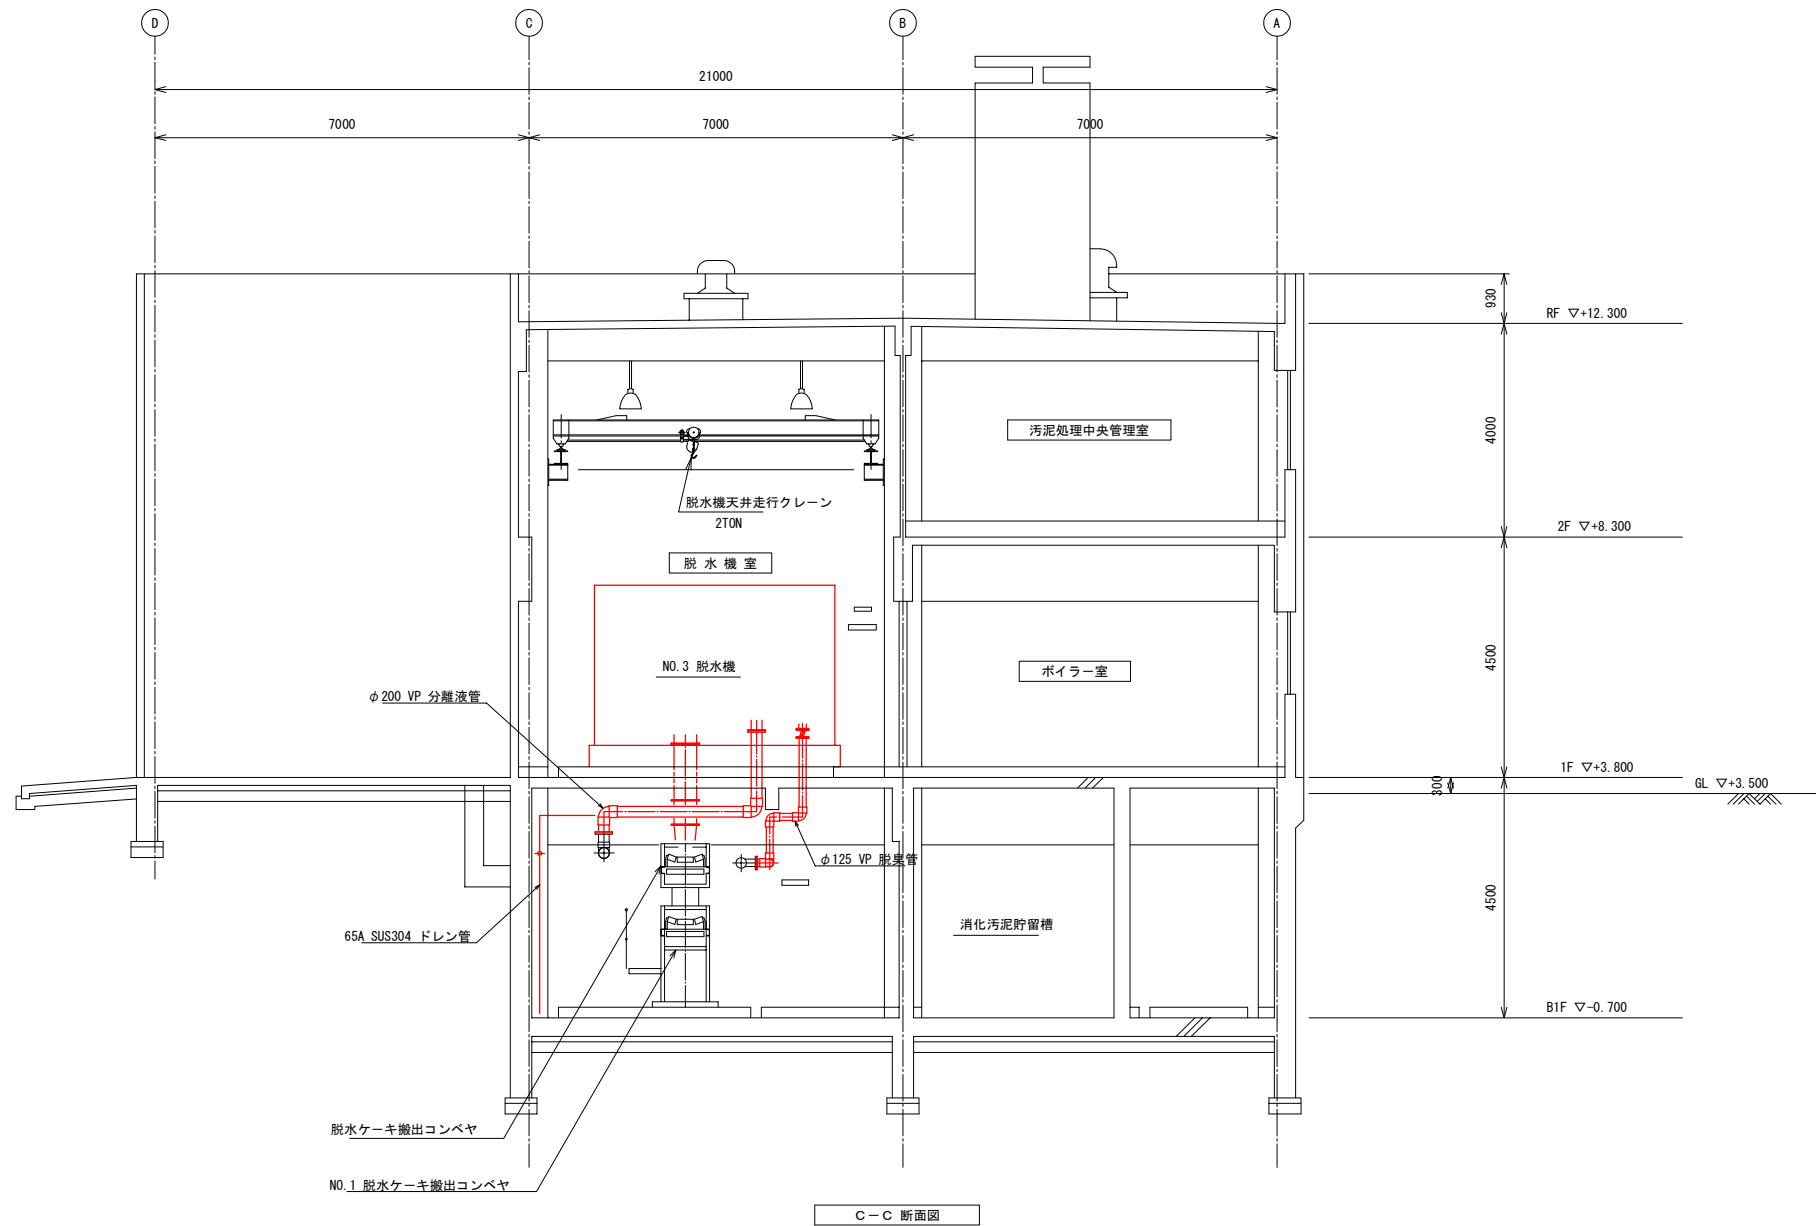 D
C
B
A
21000
7000
7000
7000
930
RF ▽+12.300
4000
汚泥処理中央管理室
脱水機天井走行クレーン
2TON
2F ▽+8.300
脱 水 機 室
4500
NO.3 脱水機
ボイラー室
φ200 VP 分離液管
1F ▽+3.800
300
GL ▽+3.500
φ125 VP 脱臭管
4500
消化汚泥貯留槽
65A SUS304 ドレン管
B1F ▽-0.700
脱水ケーキ搬出コンベヤ
NO.1 脱水ケーキ搬出コンベヤ
C－C 断面図